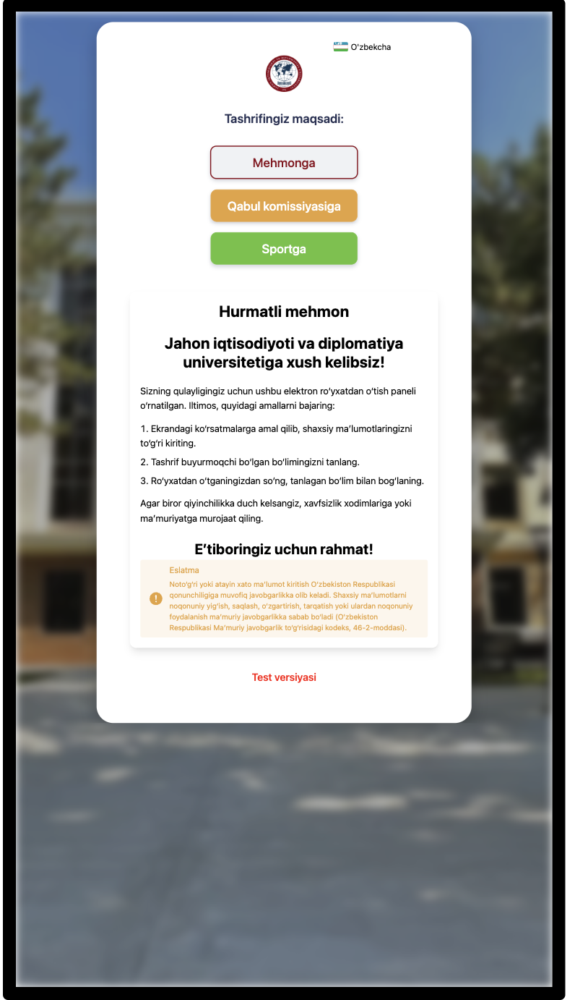 O'zbekcha
Tashrifingiz maqsadi:
Mehmonga
Qabul komissiyasiga
Sportga
Hurmatli mehmon
Jahon iqtisodiyoti va diplomatiya
universitetiga xush kelibsiz!
Sizning qulayligingiz uchun ushbu elektron ro‘yxatdan o‘tish paneli
o‘rnatilgan. Iltimos, quyidagi amallarni bajaring:
1. Ekrandagi ko‘rsatmalarga amal qilib, shaxsiy ma’lumotlaringizni
to‘g‘ri kiriting.
2. Tashrif buyurmoqchi bo‘lgan bo‘limingizni tanlang.
3. Ro‘yxatdan o‘tganingizdan so‘ng, tanlagan bo‘lim bilan bog‘laning.
Agar biror qiyinchilikka duch kelsangiz, xavfsizlik xodimlariga yoki
ma’muriyatga murojaat qiling.
E’tiboringiz uchun rahmat!
Eslatma
Noto‘g‘ri yoki atayin xato ma’lumot kiritish O‘zbekiston Respublikasi
qonunchiligiga muvofiq javobgarlikka olib keladi. Shaxsiy ma’lumotlarni
noqonuniy yig‘ish, saqlash, o‘zgartirish, tarqatish yoki ulardan noqonuniy
foydalanish ma’muriy javobgarlikka sabab bo‘ladi (O‘zbekiston
Respublikasi Ma’muriy javobgarlik to‘g‘risidagi kodeks, 46-2-moddasi).
Test versiyasi